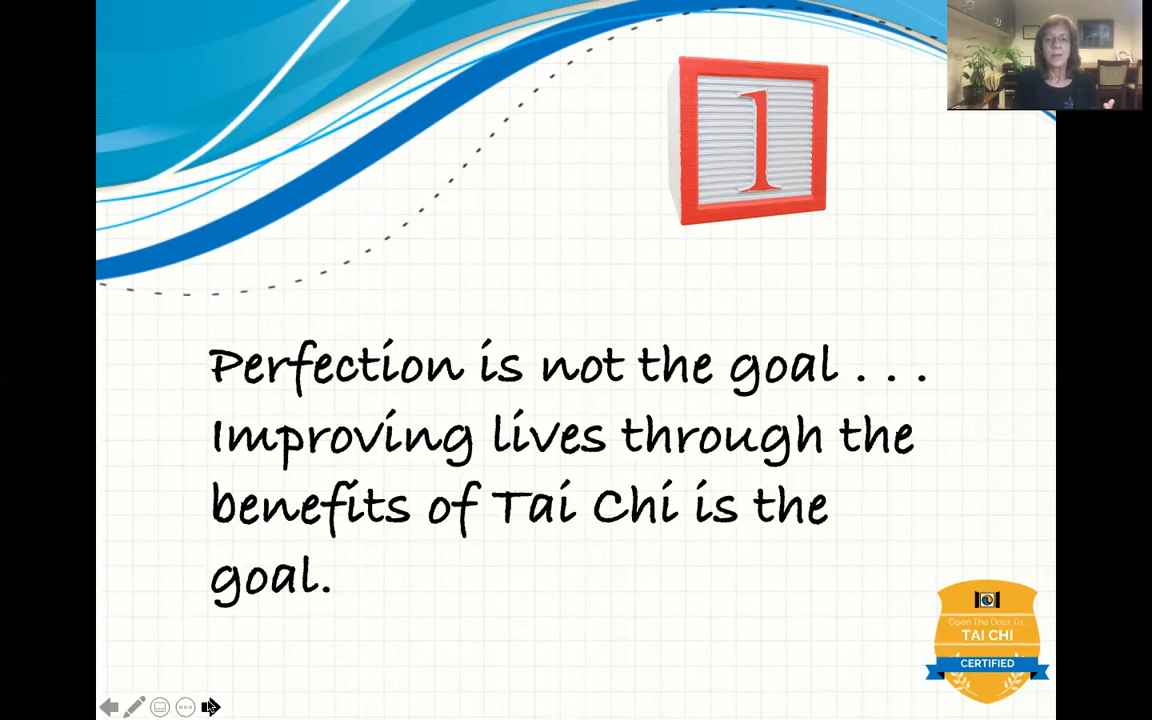 1
Perfection is not the goal . . .
Improving lives through the
benefits of Tai Chi is the
goal.
Open The Door To
TAI CHI
CERTIFIED